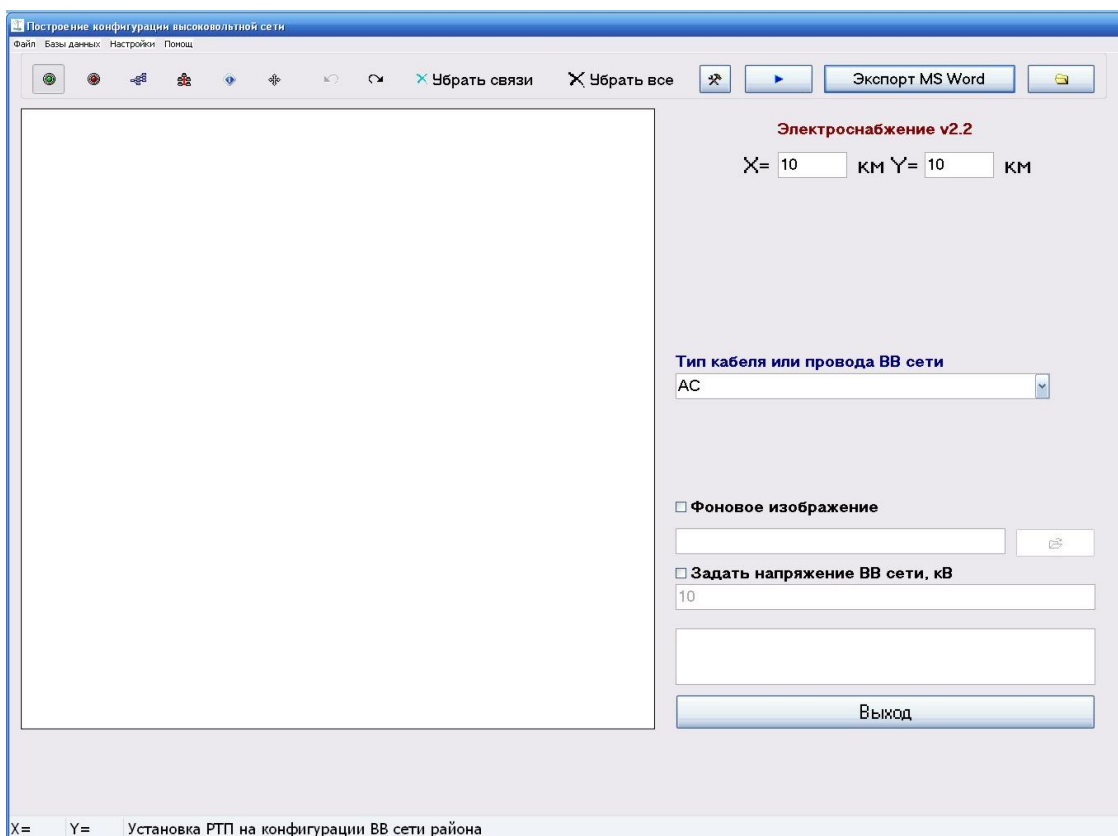 Построение конфигурации высоковольтной сети
Файл Базы данных Настройки Помощ
Убрать связи Убрать все Экспорт MS Word
Электроснабжение v2.2
X= 10 км Y= 10 км
Тип кабеля или провода ВВ сети
АС
Фоновое изображение
Задать напряжение ВВ сети, кВ
10
Выход
X= Y= Установка РТП на конфигурации ВВ сети района